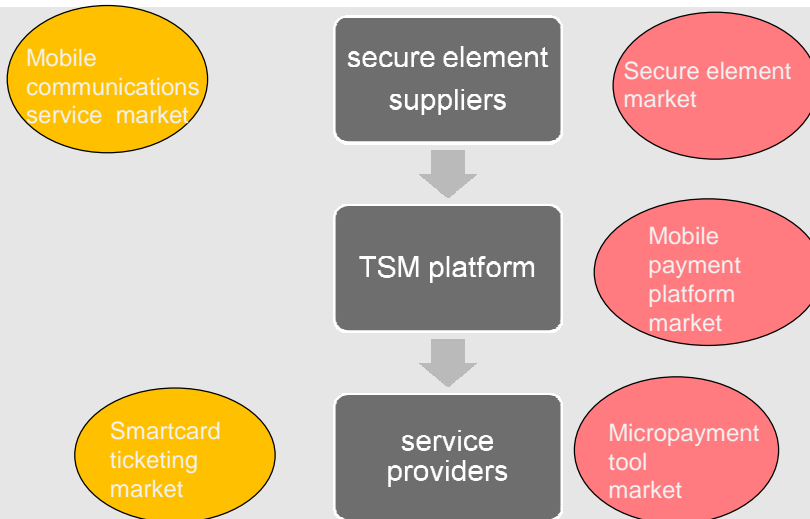 Mobile
communications
service market
secure element
suppliers
Secure element
market
TSM platform
Mobile
payment
platform
market
Smartcard
ticketing
market
service
providers
Micropayment
tool
market